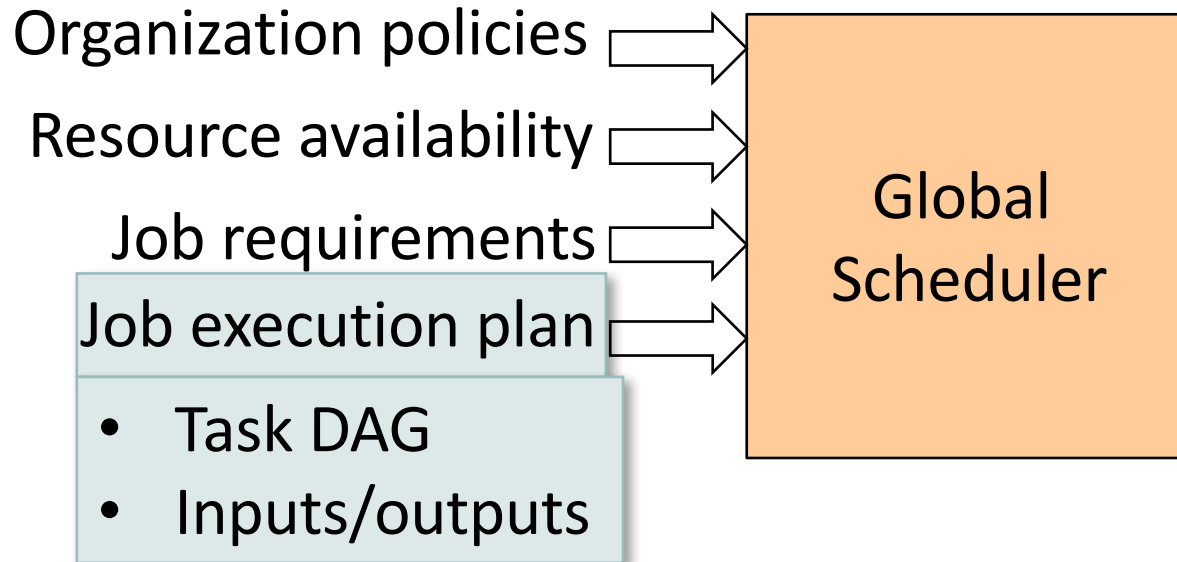 Organization policies
Resource availability
Job requirements
Job execution plan
• Task DAG
• Inputs/outputs
Global
Scheduler